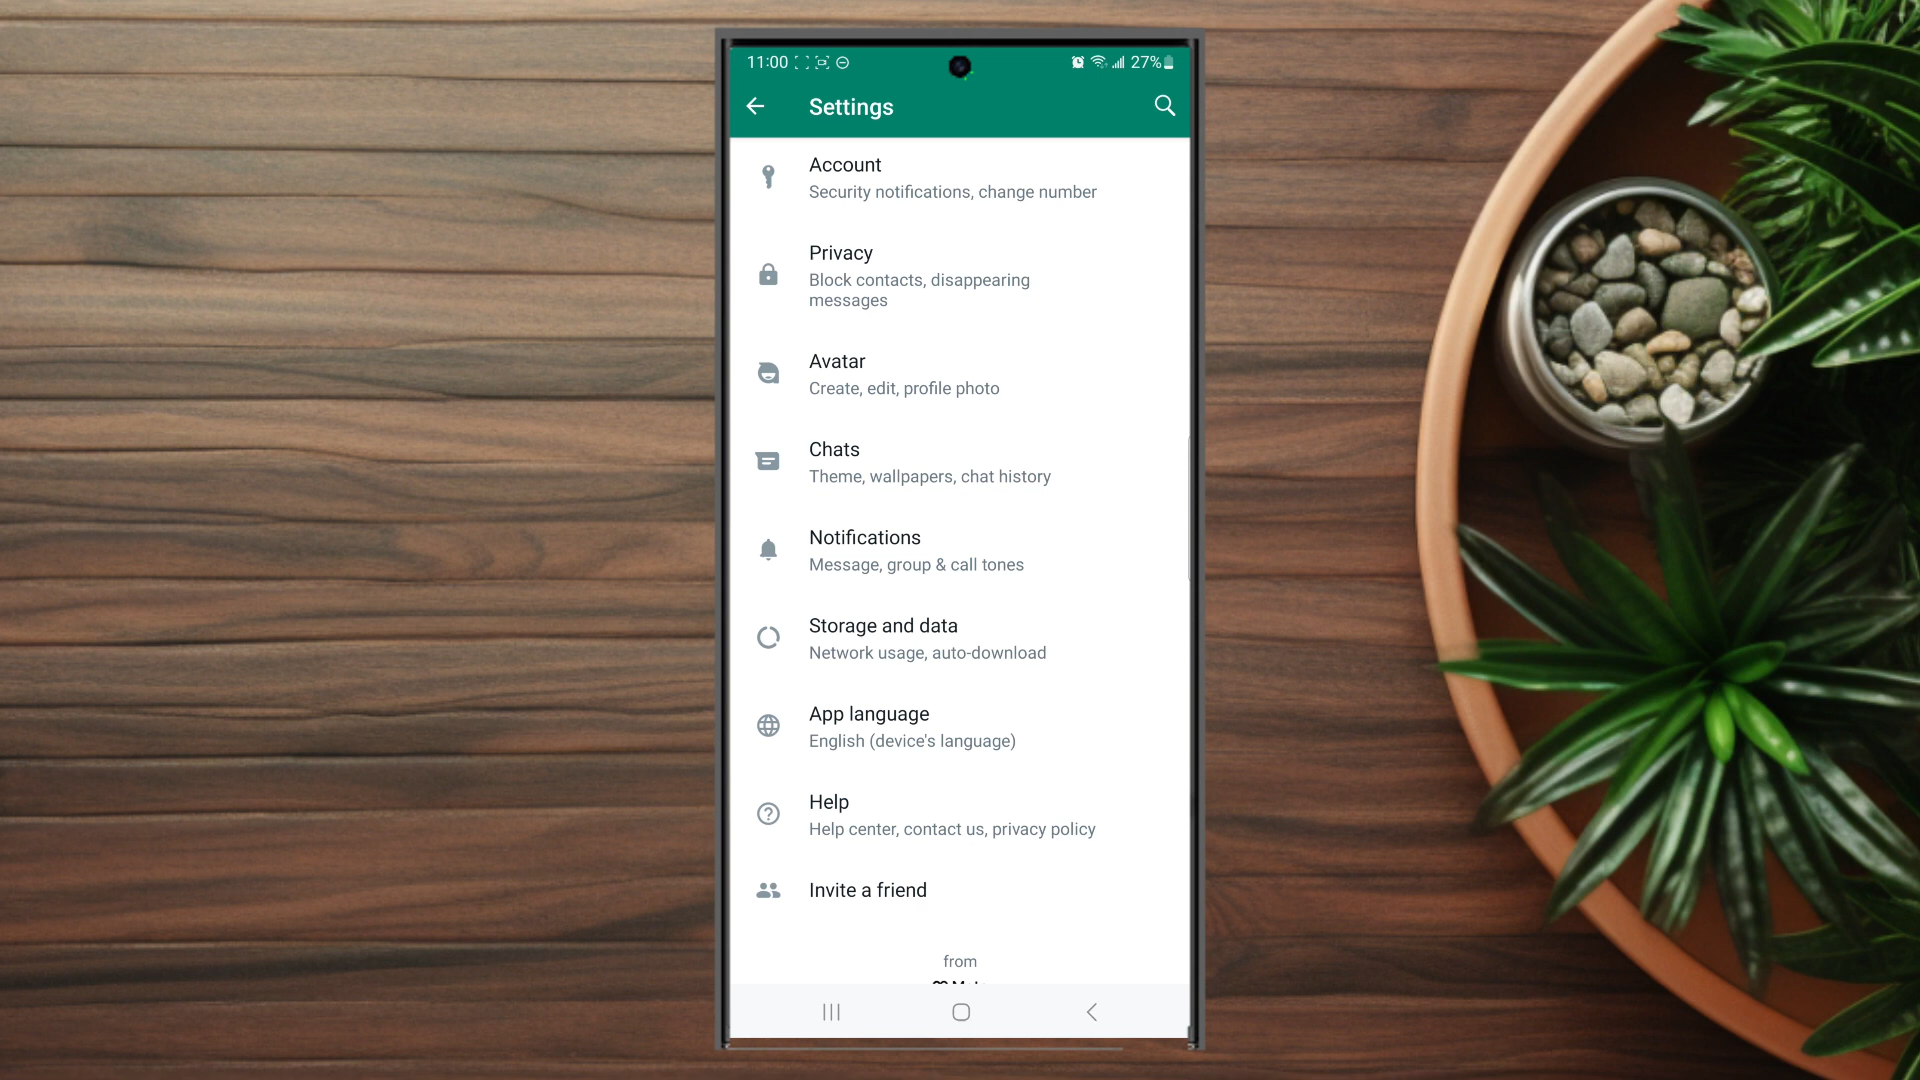 11:00 27%
Settings
Account
Security notifications, change number
Privacy
Block contacts, disappearing
messages
Avatar
Create, edit, profile photo
Chats
Theme, wallpapers, chat history
Notifications
Message, group & call tones
Storage and data
Network usage, auto-download
App language
English (device's language)
Help
Help center, contact us, privacy policy
Invite a friend
from